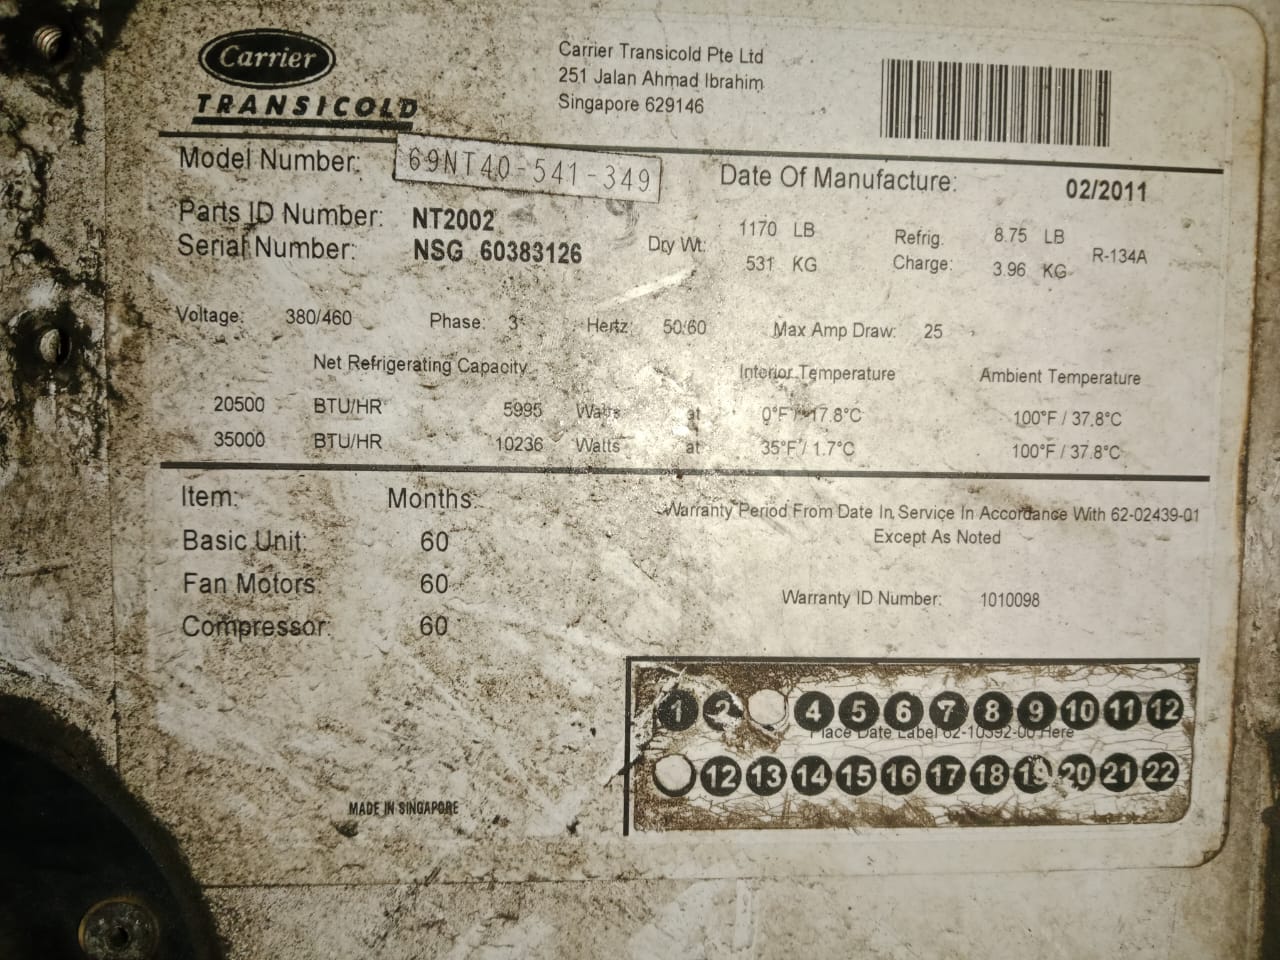 Carrier
TRANSICOLD
Carrier Transicold Pte Ltd
251 Jalan Ahmad Ibrahim
Singapore 629146
Model Number: 69NT40-541-349
Date Of Manufacture: 02/2011
Parts ID Number: NT2002
Serial Number: NSG 60383126
Dry Wt: 1170 LB
531 KG
Refrig. Charge: 8.75 LB
3.96 KG
R-134A
Voltage: 380/460 Phase: 3 Hertz: 50/60 Max Amp Draw: 25
Net Refrigerating Capacity Interior Temperature Ambient Temperature
20500 BTU/HR 5995 Watts at 0°F / -17.8°C 100°F / 37.8°C
35000 BTU/HR 10236 Watts at 35°F / 1.7°C 100°F / 37.8°C
Item: Months
Basic Unit: 60
Fan Motors: 60
Compressor: 60
Warranty Period From Date In Service In Accordance With 62-02439-01
Except As Noted
Warranty ID Number: 1010098
1 2 4 5 6 7 8 9 10 11 12
Place Date Label 62-10392-00 Here
12 13 14 15 16 17 18 19 20 21 22
MADE IN SINGAPORE